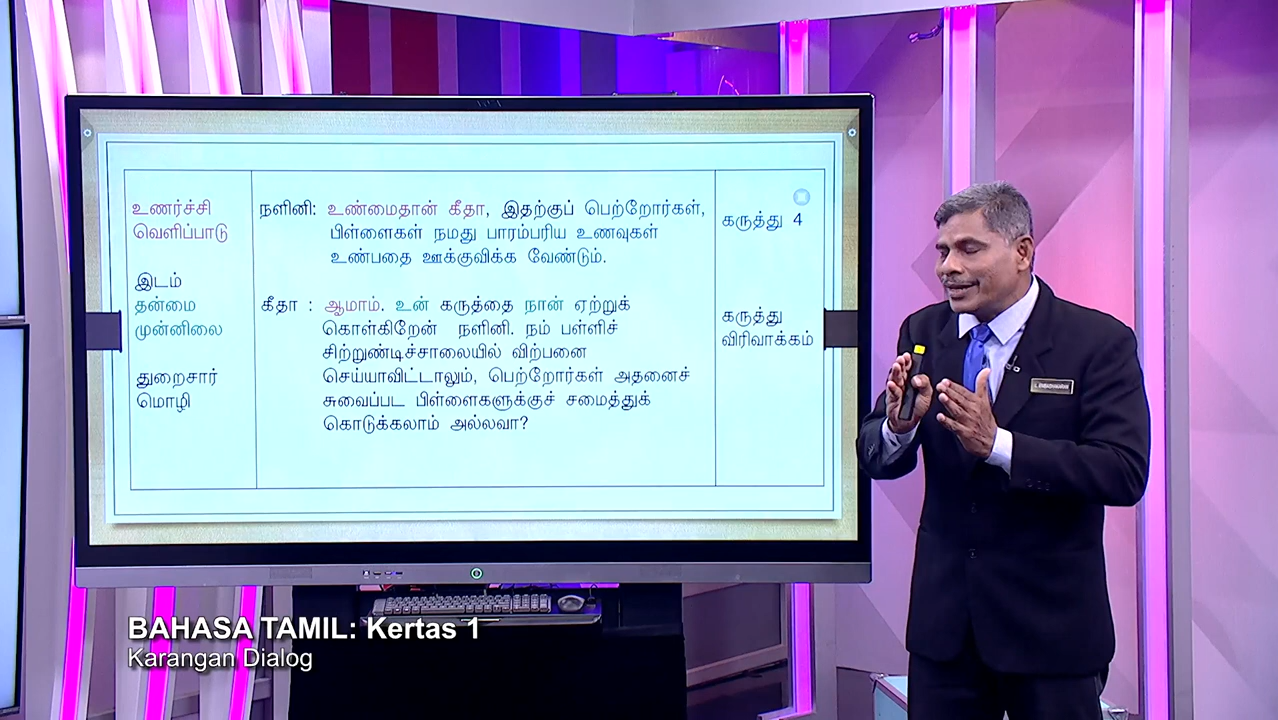 உணர்ச்சி
வெளிப்பாடு
இடம்
தன்மை
முன்னிலை
துறைசார்
மொழி
நளினி: உண்மைதான் கீதா, இதற்குப் பெற்றோர்கள்,
பிள்ளைகள் நமது பாரம்பரிய உணவுகள்
உண்பதை ஊக்குவிக்க வேண்டும்.
கீதா : ஆமாம். உன் கருத்தை நான் ஏற்றுக்
கொள்கிறேன் நளினி. நம் பள்ளிச்
சிற்றுண்டிச்சாலையில் விற்பனை
செய்யாவிட்டாலும், பெற்றோர்கள் அதனைச்
சுவைப்பட பிள்ளைகளுக்குச் சமைத்துக்
கொடுக்கலாம் அல்லவா?
கருத்து 4
கருத்து
விரிவாக்கம்
BAHASA TAMIL: Kertas 1
Karangan Dialog